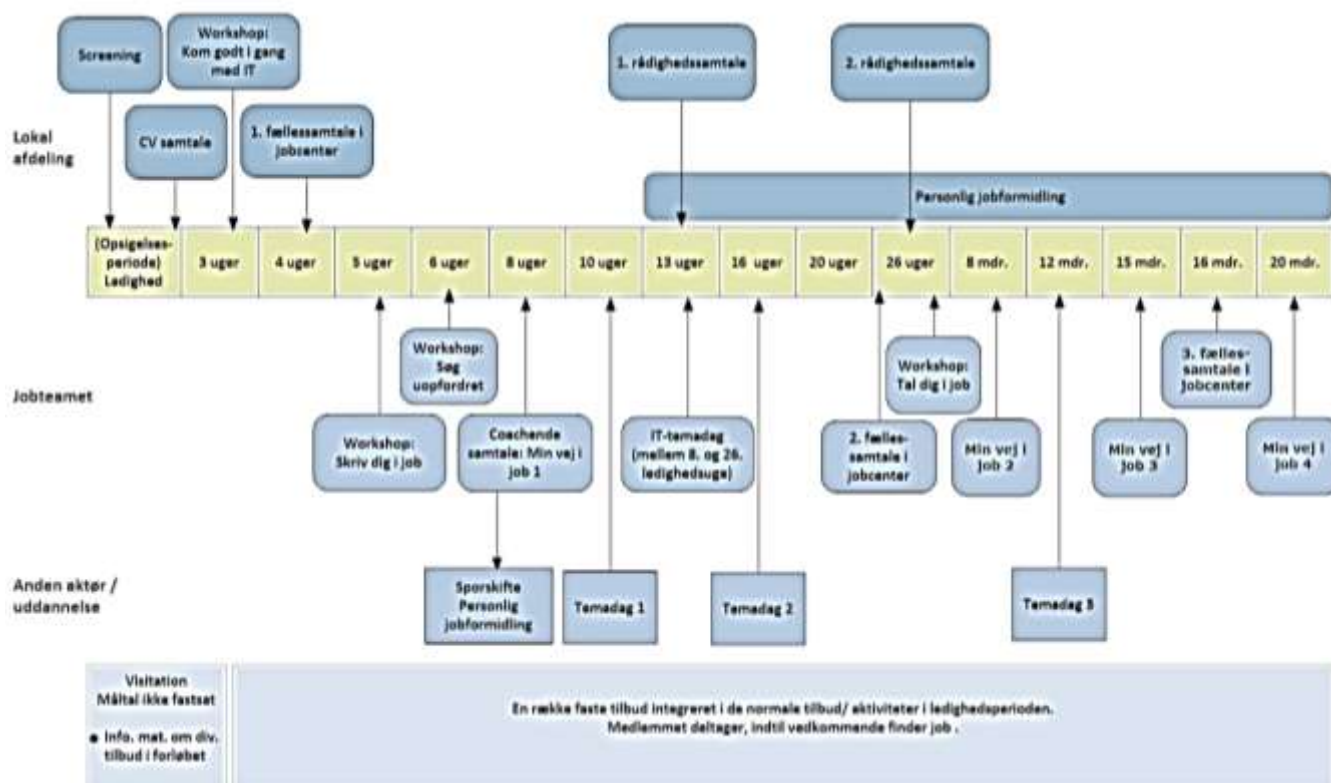 Screening
Workshop:
Kom godt i gang
med IT
1. rådighedssamtale
2. rådighedssamtale
Lokal
afdeling
CV samtale
1. fællessamtale i
jobcenter
Personlig jobformidling
(Opsigelses-
periode)
Ledighed
3 uger
4 uger
5 uger
6 uger
8 uger
10 uger
13 uger
16 uger
20 uger
26 uger
8 mdr.
12 mdr.
15 mdr.
16 mdr.
20 mdr.
Jobteamet
Workshop:
Søg
uopfordret
Workshop:
Tal dig i job
3. fælles-
samtale i
jobcenter
Workshop:
Skriv dig i job
Coachende
samtale: Min vej i
job 1
IT-temadag
(mellem 8. og 26.
ledighedsuge)
2. fælles-
samtale i
jobcenter
Min vej i
job 2
Min vej i
job 3
Min vej i
job 4
Anden aktør /
uddannelse
Sporskifte
Personlig
jobformidling
Temadag 1
Temadag 2
Temadag 3
Visitation
Måltal ikke fastsat
● Info. mat. om div.
tilbud i forløbet
En række faste tilbud integreret i de normale tilbud/ aktiviteter i ledighedsperioden.
Medlemmet deltager, indtil vedkommende finder job .